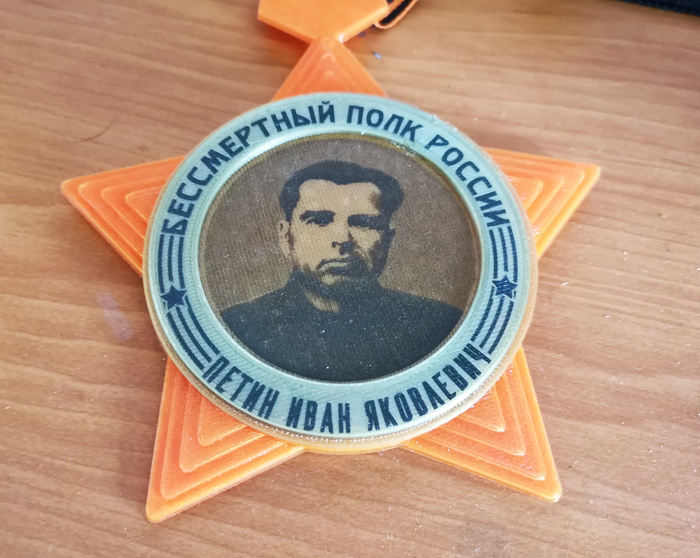 БЕССМЕРТНЫЙ ПОЛК РОССИИ
ПЕТИН ИВАН ЯКОВЛЕВИЧ